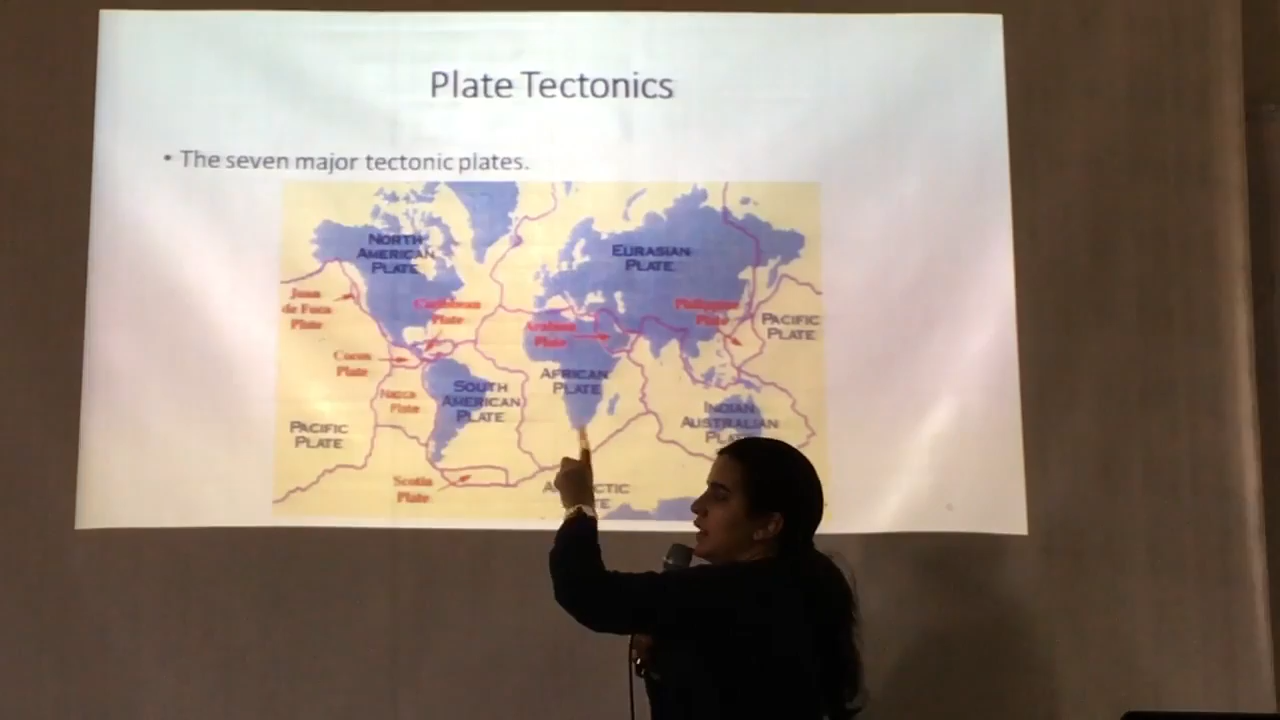 Plate Tectonics
• The seven major tectonic plates.
NORTH
AMERICAN
PLATE
EURASIAN
PLATE
Juan
de Fuca
Plate
Caribbean
Plate
Philippine
Plate
Arabian
Plate
PACIFIC
PLATE
Cocos
Plate
AFRICAN
PLATE
Nazca
Plate
SOUTH
AMERICAN
PLATE
INDIAN
AUSTRALIAN
PACIFIC
PLATE
Scotia
Plate